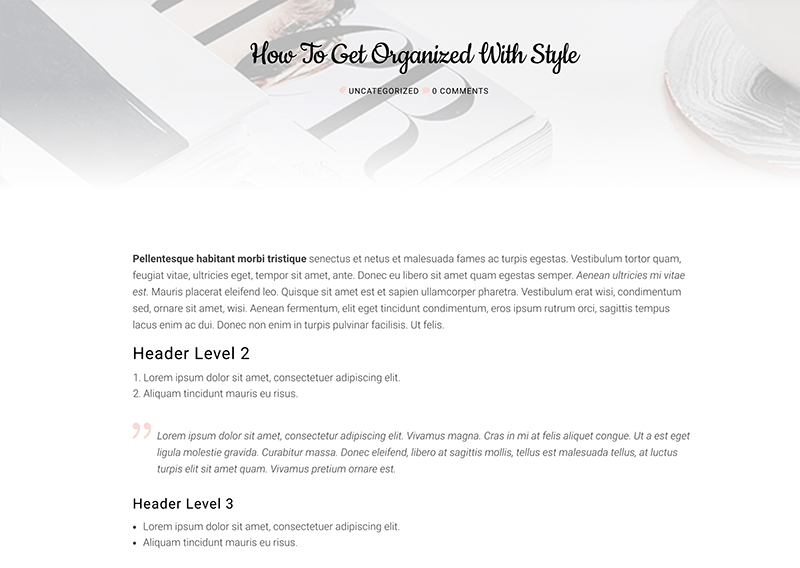 How To Get Organized With Style
UNCATEGORIZED 0 COMMENTS
Pellentesque habitant morbi tristique senectus et netus et malesuada fames ac turpis egestas. Vestibulum tortor quam,
feugiat vitae, ultricies eget, tempor sit amet, ante. Donec eu libero sit amet quam egestas semper. Aenean ultricies mi vitae
est. Mauris placerat eleifend leo. Quisque sit amet est et sapien ullamcorper pharetra. Vestibulum erat wisi, condimentum
sed, ornare sit amet, wisi. Aenean fermentum, elit eget tincidunt condimentum, eros ipsum rutrum orci, sagittis tempus
lacus enim ac dui. Donec non enim in turpis pulvinar facilisis. Ut felis.
Header Level 2
1. Lorem ipsum dolor sit amet, consectetuer adipiscing elit.
2. Aliquam tincidunt mauris eu risus.
” Lorem ipsum dolor sit amet, consectetur adipiscing elit. Vivamus magna. Cras in mi at felis aliquet congue. Ut a est eget
ligula molestie gravida. Curabitur massa. Donec eleifend, libero at sagittis mollis, tellus est malesuada tellus, at luctus
turpis elit sit amet quam. Vivamus pretium ornare est.
Header Level 3
• Lorem ipsum dolor sit amet, consectetuer adipiscing elit.
• Aliquam tincidunt mauris eu risus.